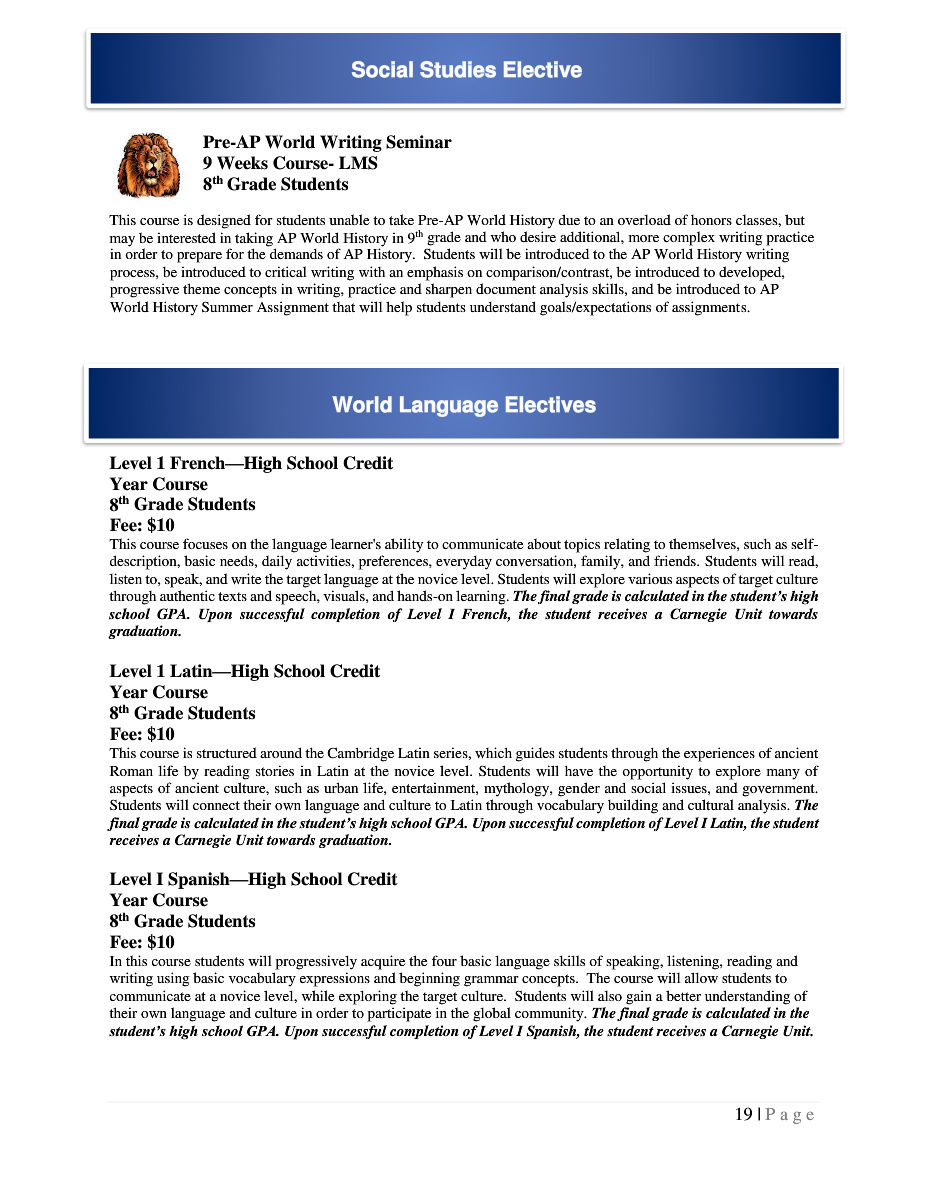 Social Studies Elective
Pre-AP World Writing Seminar
9 Weeks Course- LMS
8th Grade Students
This course is designed for students unable to take Pre-AP World History due to an overload of honors classes, but
may be interested in taking AP World History in 9th grade and who desire additional, more complex writing practice
in order to prepare for the demands of AP History.  Students will be introduced to the AP World History writing
process, be introduced to critical writing with an emphasis on comparison/contrast, be introduced to developed,
progressive theme concepts in writing, practice and sharpen document analysis skills, and be introduced to AP
World History Summer Assignment that will help students understand goals/expectations of assignments.
World Language Electives
Level 1 French—High School Credit
Year Course
8th Grade Students
Fee: $10
This course focuses on the language learner's ability to communicate about topics relating to themselves, such as self-
description, basic needs, daily activities, preferences, everyday conversation, family, and friends. Students will read,
listen to, speak, and write the target language at the novice level. Students will explore various aspects of target culture
through authentic texts and speech, visuals, and hands-on learning. The final grade is calculated in the student’s high
school GPA. Upon successful completion of Level I French, the student receives a Carnegie Unit towards
graduation.
Level 1 Latin—High School Credit
Year Course
8th Grade Students
Fee: $10
This course is structured around the Cambridge Latin series, which guides students through the experiences of ancient
Roman life by reading stories in Latin at the novice level. Students will have the opportunity to explore many of
aspects of ancient culture, such as urban life, entertainment, mythology, gender and social issues, and government.
Students will connect their own language and culture to Latin through vocabulary building and cultural analysis. The
final grade is calculated in the student’s high school GPA. Upon successful completion of Level I Latin, the student
receives a Carnegie Unit towards graduation.
Level I Spanish—High School Credit
Year Course
8th Grade Students
Fee: $10
In this course students will progressively acquire the four basic language skills of speaking, listening, reading and
writing using basic vocabulary expressions and beginning grammar concepts.  The course will allow students to
communicate at a novice level, while exploring the target culture.  Students will also gain a better understanding of
their own language and culture in order to participate in the global community. The final grade is calculated in the
student’s high school GPA. Upon successful completion of Level I Spanish, the student receives a Carnegie Unit.
19 | Page